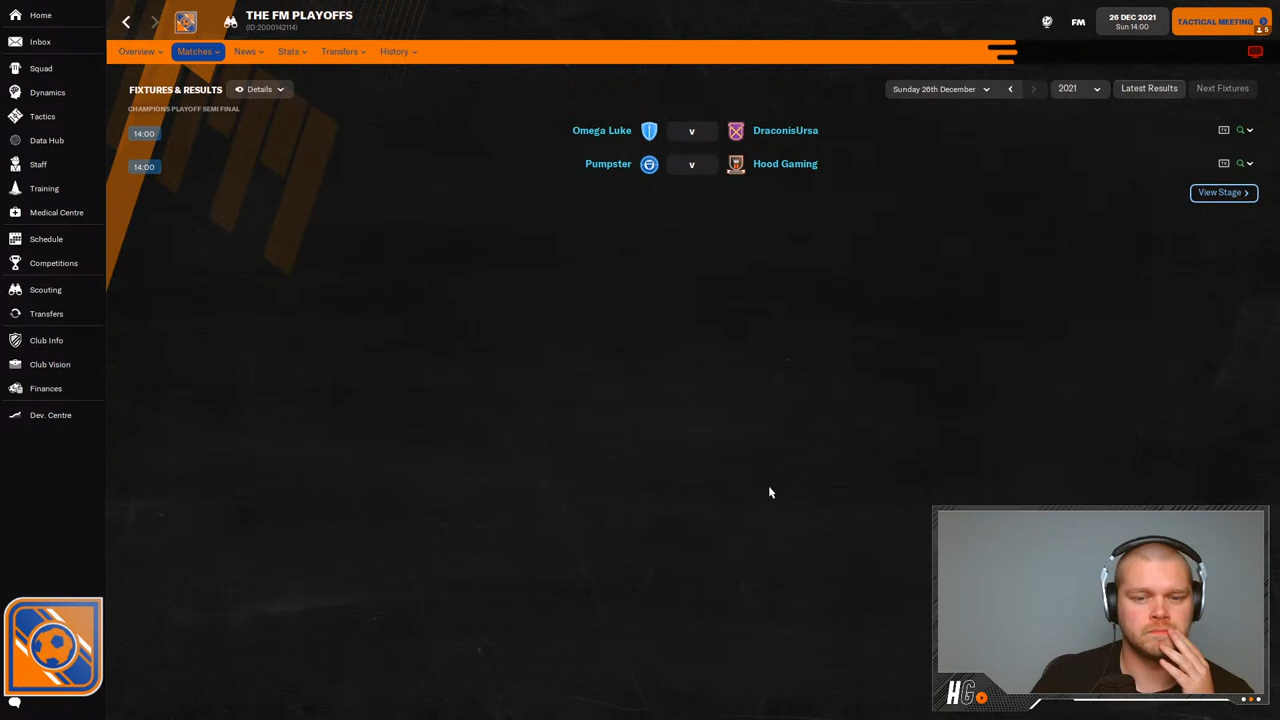 Home
Inbox
Squad
Dynamics
Tactics
Data Hub
Staff
Training
Medical Centre
Schedule
Competitions
Scouting
Transfers
Club Info
Club Vision
Finances
Dev. Centre
THE FM PLAYOFFS
(ID:2000142114)
FM
26 DEC 2021
Sun 14:00
TACTICAL MEETING
5
Overview
Matches
News
Stats
Transfers
History
FIXTURES & RESULTS
Details
Sunday 26th December
2021
Latest Results
Next Fixtures
CHAMPIONS PLAYOFF SEMI FINAL
14:00 Omega Luke v DraconisUrsa TV
14:00 Pumpster v Hood Gaming TV
View Stage
HG